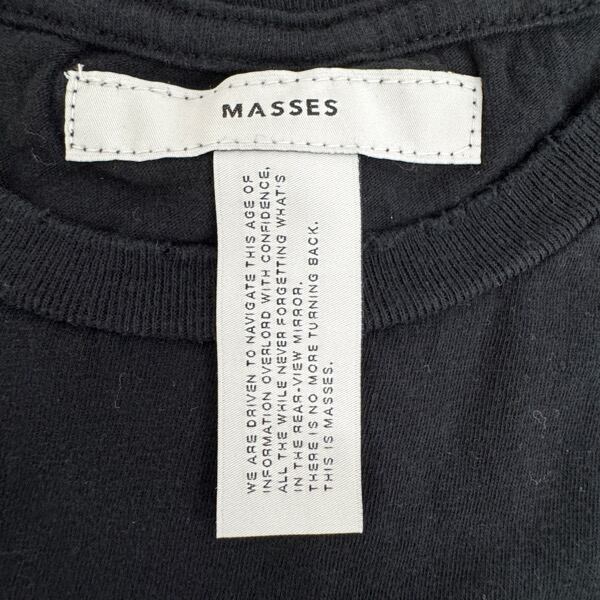 MASSES
WE ARE DRIVEN TO NAVIGATE THIS AGE OF
INFORMATION OVERLORD WITH CONFIDENCE,
ALL THE WHILE NEVER FORGETTING WHAT'S
IN THE REAR-VIEW MIRROR.
THERE IS NO MORE TURNING BACK.
THIS IS MASSES.